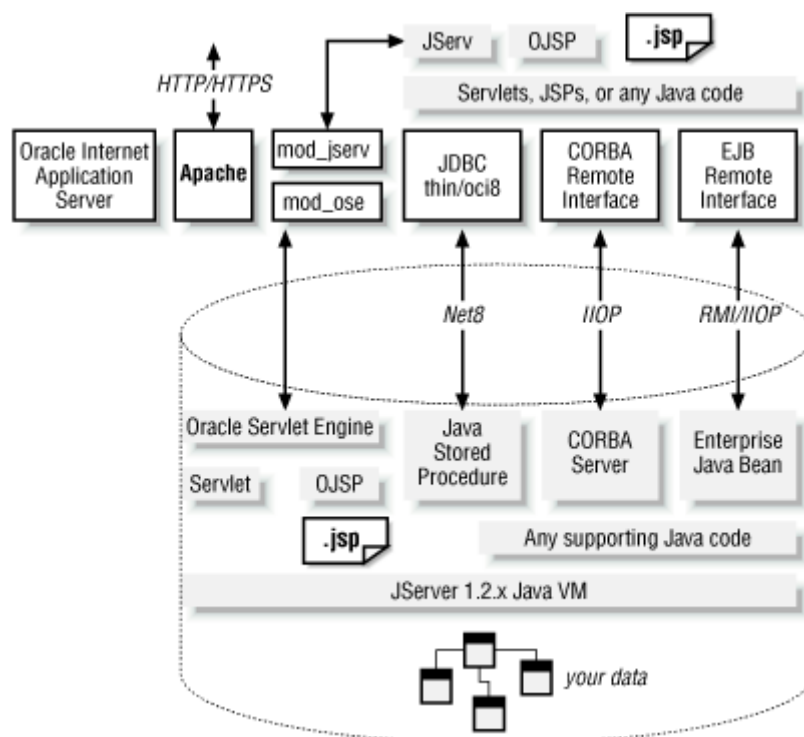 JServ
OJSP
.jsp
HTTP/HTTPS
Servlets, JSPs, or any Java code
Oracle Internet
Application
Server
Apache
mod_jserv
mod_ose
JDBC
thin/oci8
CORBA
Remote
Interface
EJB
Remote
Interface
Net8
IIOP
RMI/IIOP
Oracle Servlet Engine
Java
Stored
Procedure
CORBA
Server
Enterprise
Java Bean
Servlet
OJSP
.jsp
Any supporting Java code
JServer 1.2.x Java VM
your data